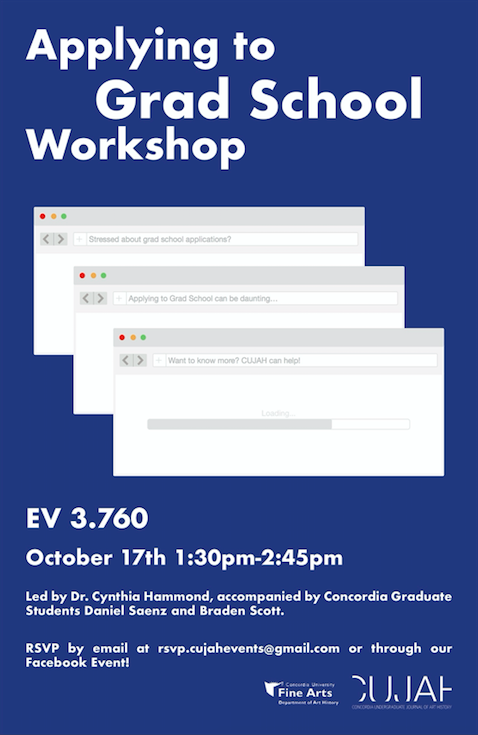 Applying to
Grad School
Workshop
Stressed about grad school applications?
Applying to Grad School can be daunting...
Want to know more? CUJAH can help!
Loading...
EV 3.760
October 17th 1:30pm-2:45pm
Led by Dr. Cynthia Hammond, accompanied by Concordia Graduate
Students Daniel Saenz and Braden Scott.
RSVP by email at rsvp.cujahevents@gmail.com or through our
Facebook Event!
Concordia University
Fine Arts
Department of Art History
CUJAH
CONCORDIA UNDERGRADUATE JOURNAL OF ART HISTORY